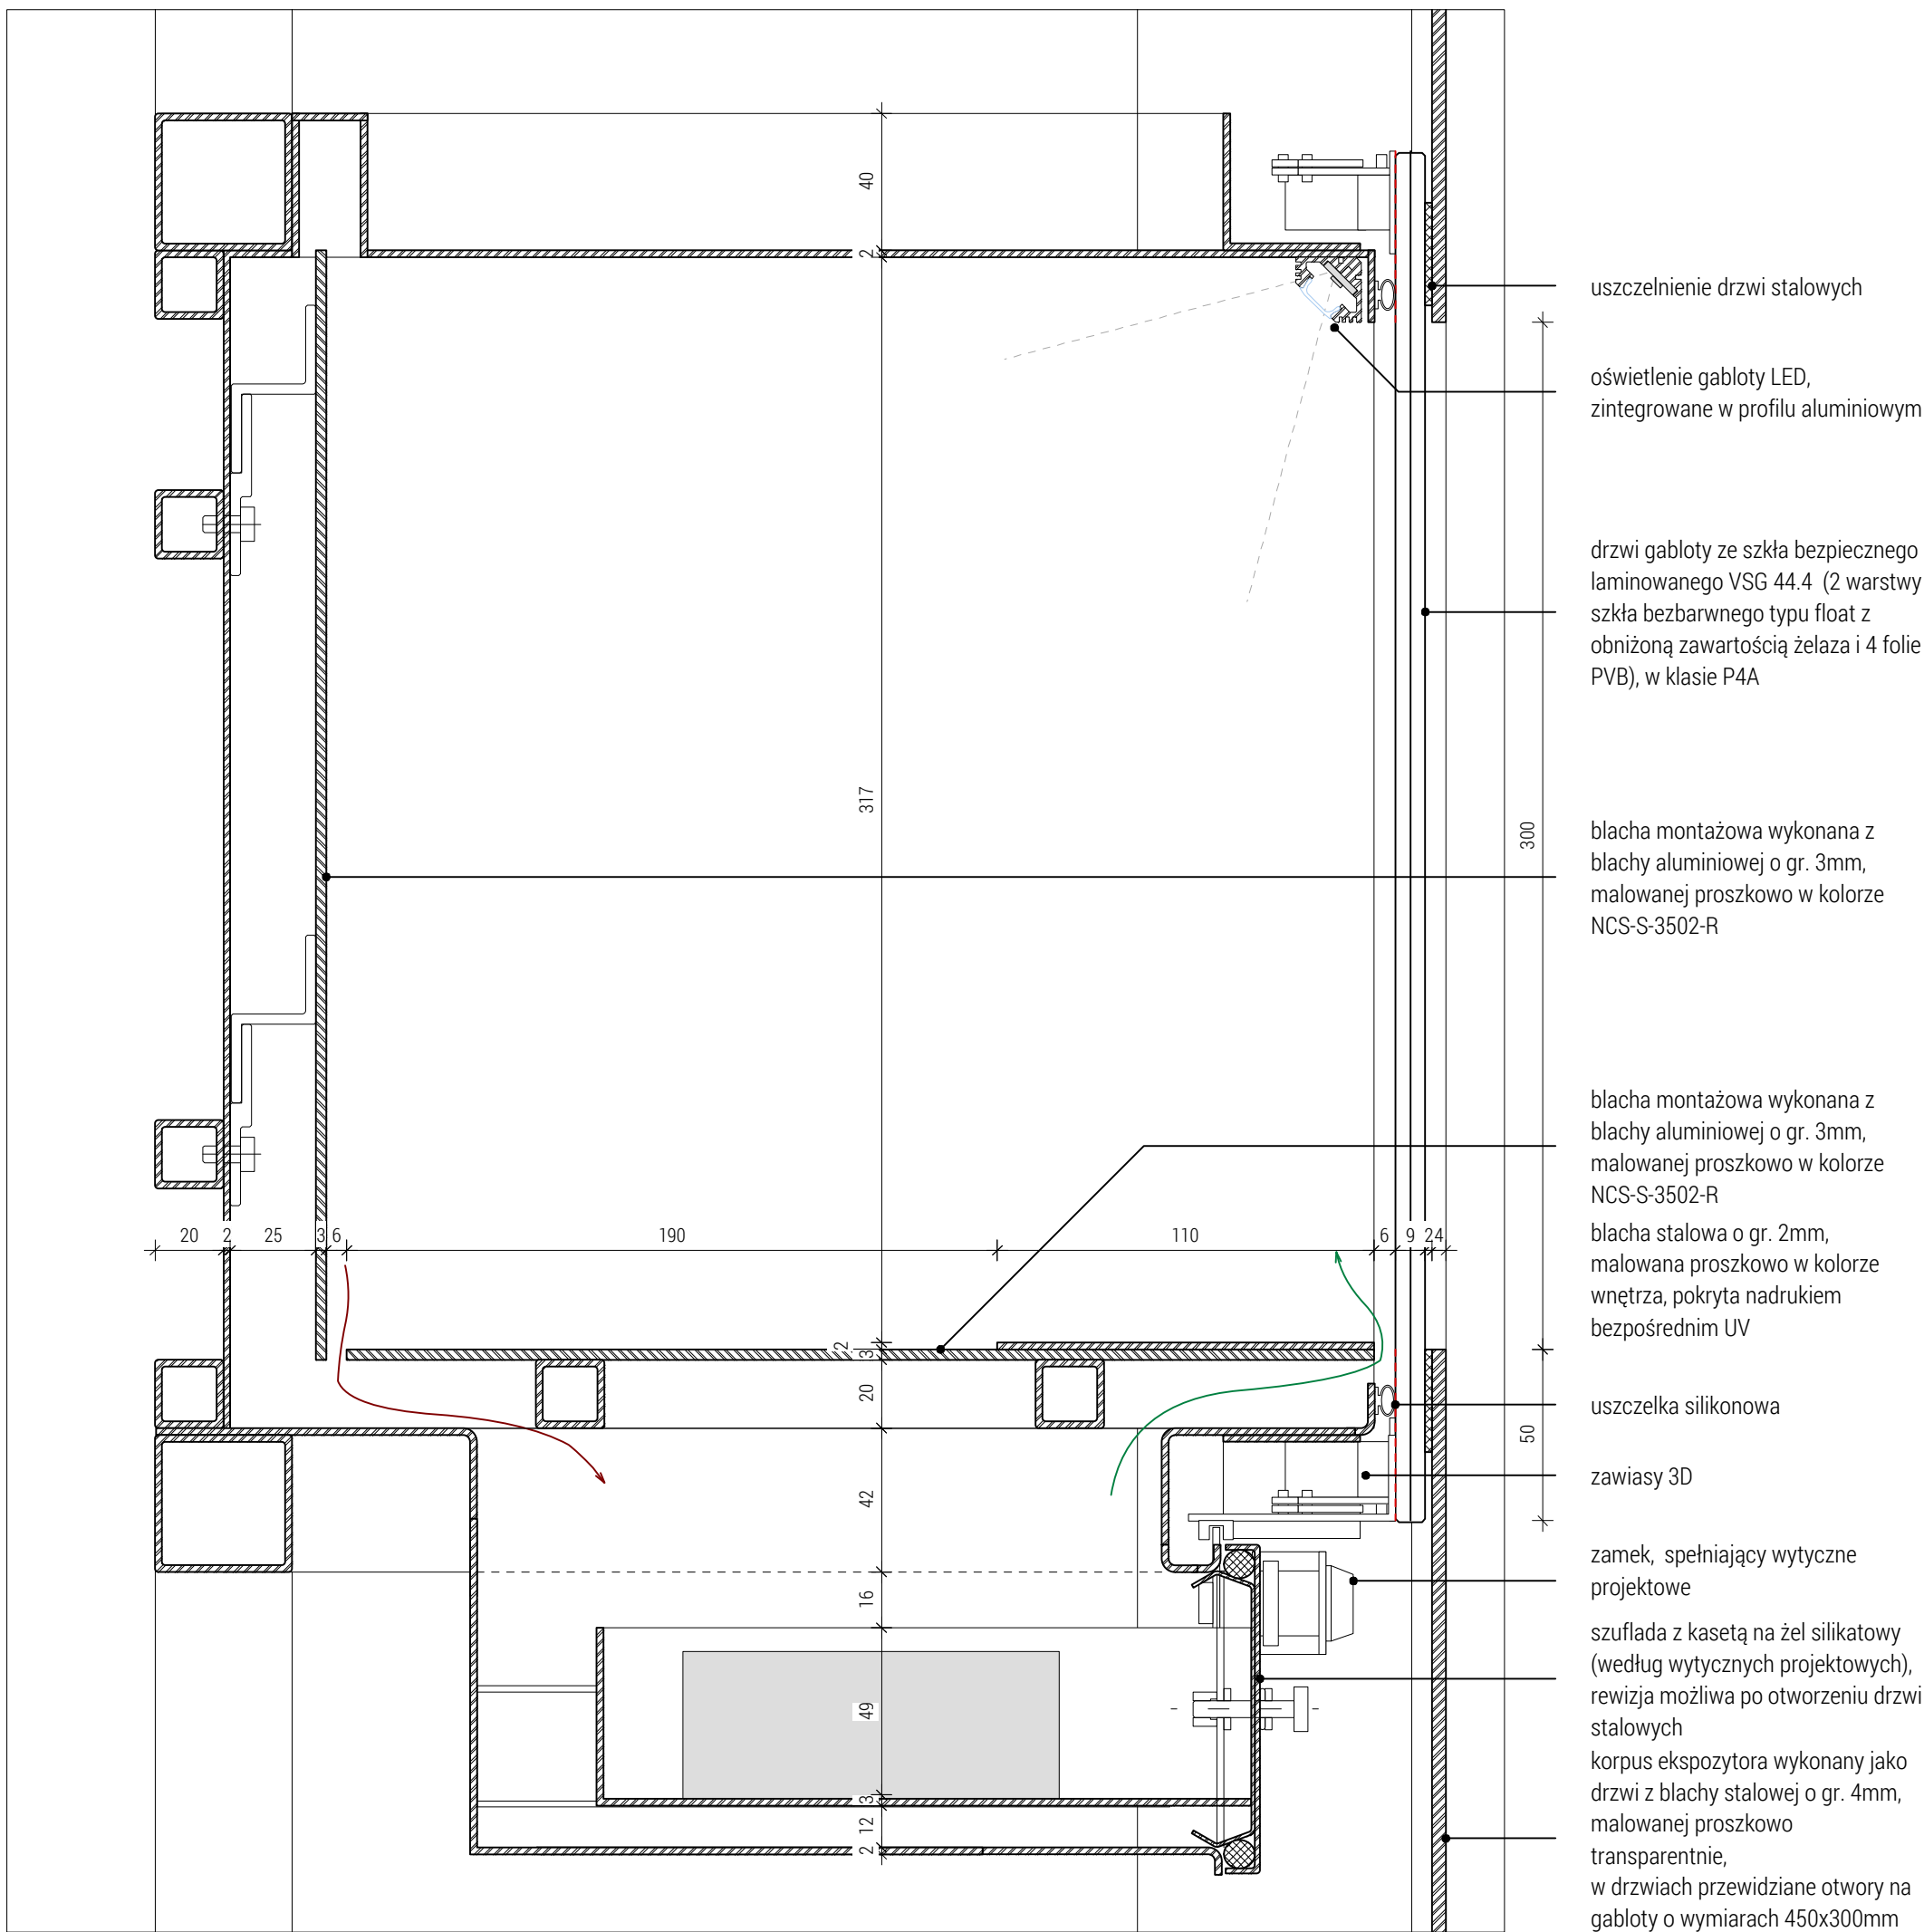 40
2
uszczelnienie drzwi stalowych
oświetlenie gabloty LED,
zintegrowane w profilu aluminiowym
drzwi gabloty ze szkła bezpiecznego
laminowanego VSG 44.4 (2 warstwy
szkła bezbarwnego typu float z
obniżoną zawartością żelaza i 4 folie
PVB), w klasie P4A
317
300
blacha montażowa wykonana z
blachy aluminiowej o gr. 3mm,
malowanej proszkowo w kolorze
NCS-S-3502-R
blacha montażowa wykonana z
blachy aluminiowej o gr. 3mm,
malowanej proszkowo w kolorze
NCS-S-3502-R
20 2 25 3 6 190 110 6 9 2 4
blacha stalowa o gr. 2mm,
malowana proszkowo w kolorze
wnętrza, pokryta nadrukiem
bezpośrednim UV
2
3
20
uszczelka silikonowa
50
zawiasy 3D
42
zamek, spełniający wytyczne
projektowe
16
szuflada z kasetą na żel silikatowy
(według wytycznych projektowych),
rewizja możliwa po otworzeniu drzwi
stalowych
49
korpus ekspozytora wykonany jako
drzwi z blachy stalowej o gr. 4mm,
malowanej proszkowo
transparentnie,
w drzwiach przewidziane otwory na
gabloty o wymiarach 450x300mm
3
12
2